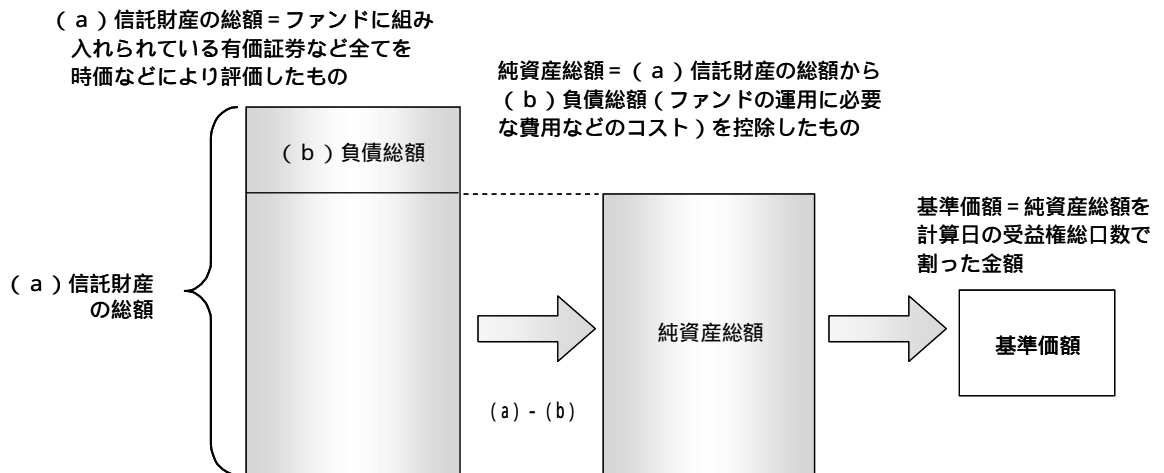 (a)信託財産の総額=ファンドに組み
入れられている有価証券など全てを
時価などにより評価したもの
純資産総額=(a)信託財産の総額から
(b)負債総額(ファンドの運用に必要
な費用などのコスト)を控除したもの
(b)負債総額
基準価額=純資産総額を
計算日の受益権総口数で
割った金額
(a)信託財産
の総額
純資産総額
基準価額
(a)-(b)